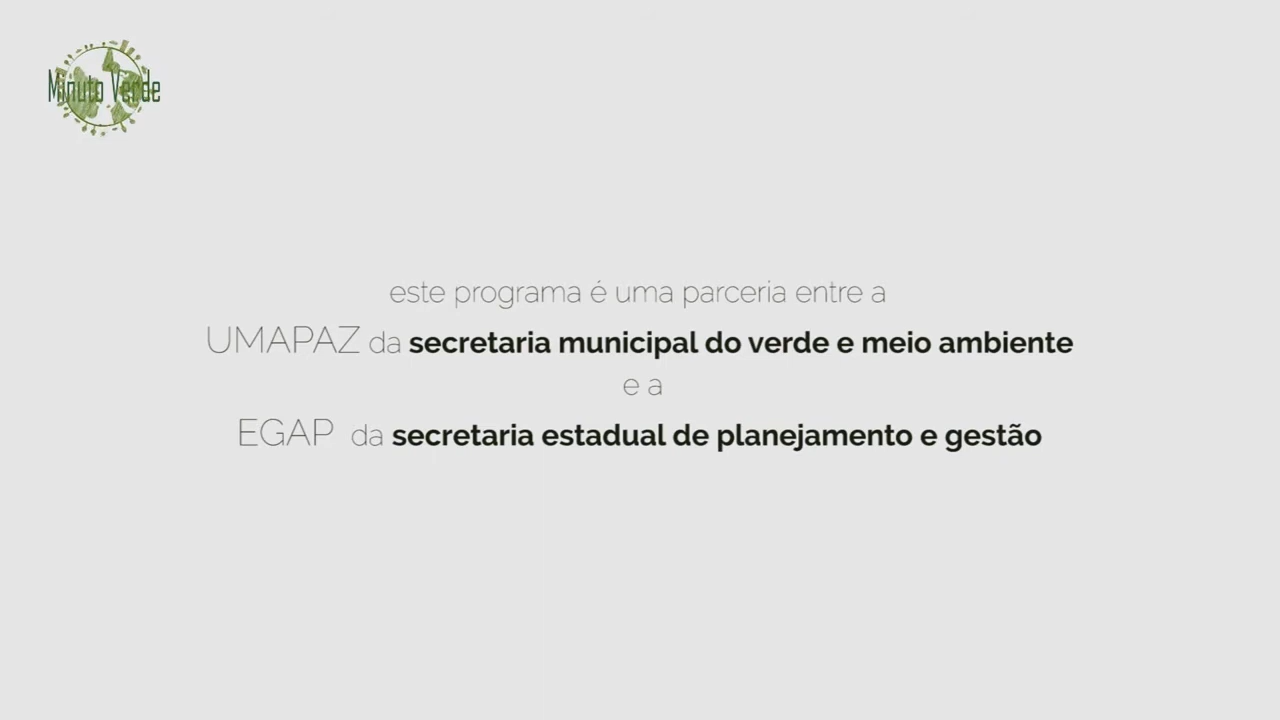 Minuto Verde
este programa é uma parceria entre a
UMAPAZ da secretaria municipal do verde e meio ambiente
e a
EGAP da secretaria estadual de planejamento e gestão